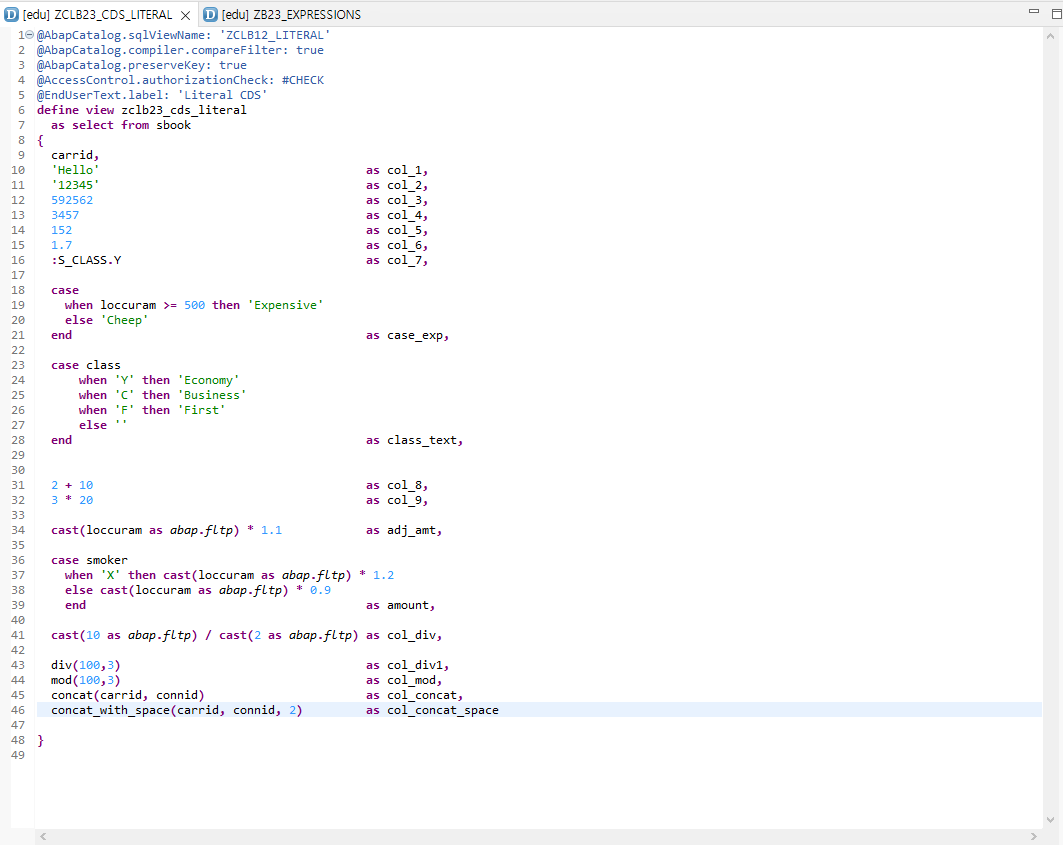 [edu] ZCLB23_CDS_LITERAL [edu] ZB23_EXPRESSIONS
1 @AbapCatalog.sqlViewName: 'ZCLB12_LITERAL'
2 @AbapCatalog.compiler.compareFilter: true
3 @AbapCatalog.preserveKey: true
4 @AccessControl.authorizationCheck: #CHECK
5 @EndUserText.label: 'Literal CDS'
6 define view zclb23_cds_literal
7 as select from sbook
8 {
9 carrid,
10 'Hello' as col_1,
11 '12345' as col_2,
12 592562 as col_3,
13 3457 as col_4,
14 152 as col_5,
15 1.7 as col_6,
16 :S_CLASS.Y as col_7,
17
18 case
19 when loccuram >= 500 then 'Expensive'
20 else 'Cheep'
21 end as case_exp,
22
23 case class
24 when 'Y' then 'Economy'
25 when 'C' then 'Business'
26 when 'F' then 'First'
27 else ''
28 end as class_text,
29
30
31 2 + 10 as col_8,
32 3 * 20 as col_9,
33
34 cast(loccuram as abap.fltp) * 1.1 as adj_amt,
35
36 case smoker
37 when 'X' then cast(loccuram as abap.fltp) * 1.2
38 else cast(loccuram as abap.fltp) * 0.9
39 end as amount,
40
41 cast(10 as abap.fltp) / cast(2 as abap.fltp) as col_div,
42
43 div(100,3) as col_div1,
44 mod(100,3) as col_mod,
45 concat(carrid, connid) as col_concat,
46 concat_with_space(carrid, connid, 2) as col_concat_space
47
48 }
49